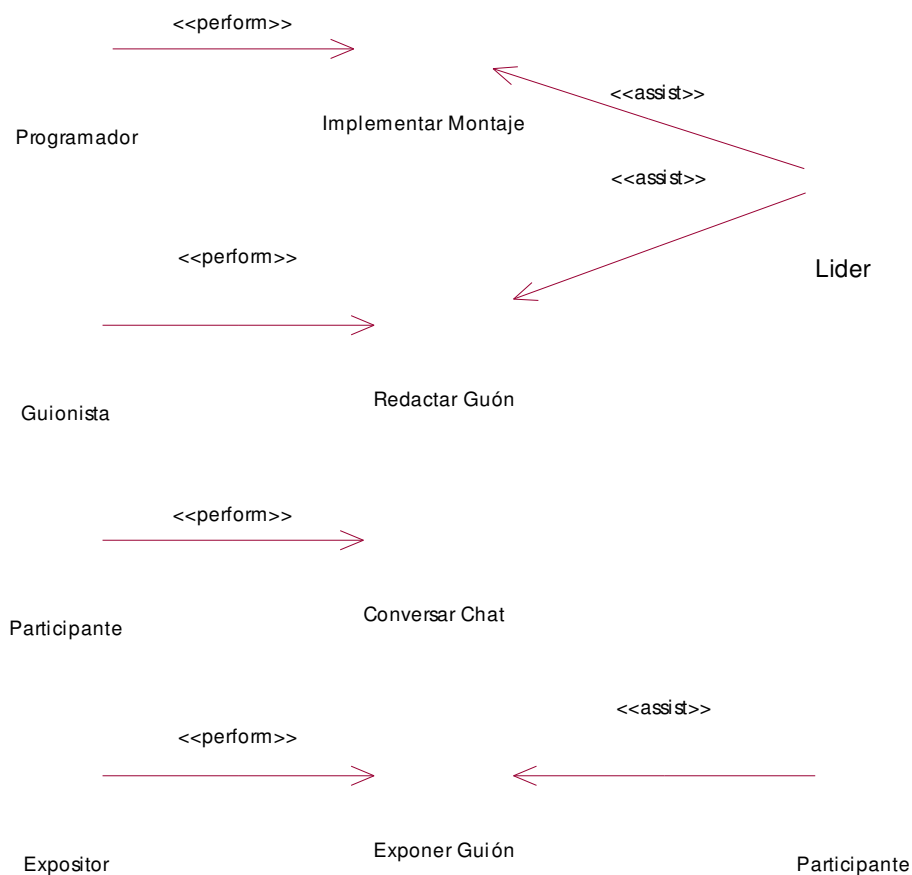 <<perform>>
<<assist>>
Programador
Implementar Montaje
<<assist>>
<<perform>>
Lider
Guionista
Redactar Guón
<<perform>>
Participante
Conversar Chat
<<assist>>
<<perform>>
Expositor
Exponer Guión
Participante